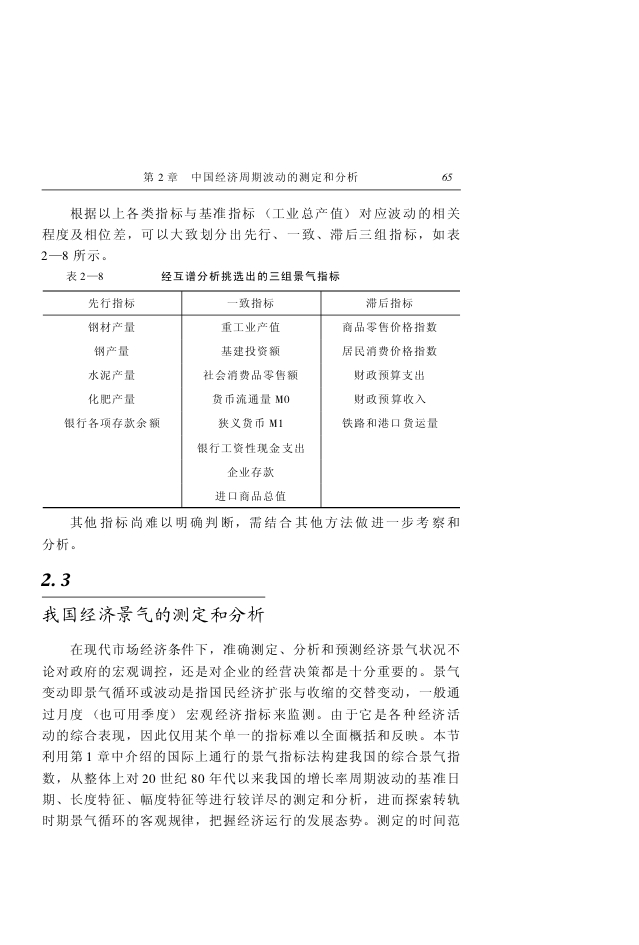 第 2 章 中国经济周期波动的测定和分析 65
根据以上各类指标与基准指标（工业总产值）对应波动的相关
程度及相位差，可以大致划分出先行、一致、滞后三组指标，如表
2—8 所示。
表 2—8 经互谱分析挑选出的三组景气指标
先行指标 一致指标 滞后指标
钢材产量 重工业产值 商品零售价格指数
钢产量 基建投资额 居民消费价格指数
水泥产量 社会消费品零售额 财政预算支出
化肥产量 货币流通量 M0 财政预算收入
银行各项存款余额 狭义货币 M1 铁路和港口货运量
银行工资性现金支出
企业存款
进口商品总值
其他指标尚难以明确判断，需结合其他方法做进一步考察和
分析。
2.3
我国经济景气的测定和分析
在现代市场经济条件下，准确测定、分析和预测经济景气状况不
论对政府的宏观调控，还是对企业的经营决策都是十分重要的。景气
变动即景气循环或波动是指国民经济扩张与收缩的交替变动，一般通
过月度（也可用季度）宏观经济指标来监测。由于它是各种经济活
动的综合表现，因此仅用某个单一的指标难以全面概括和反映。本节
利用第 1 章中介绍的国际上通行的景气指标法构建我国的综合景气指
数，从整体上对 20 世纪 80 年代以来我国的增长率周期波动的基准日
期、长度特征、幅度特征等进行较详尽的测定和分析，进而探索转轨
时期景气循环的客观规律，把握经济运行的发展态势。测定的时间范